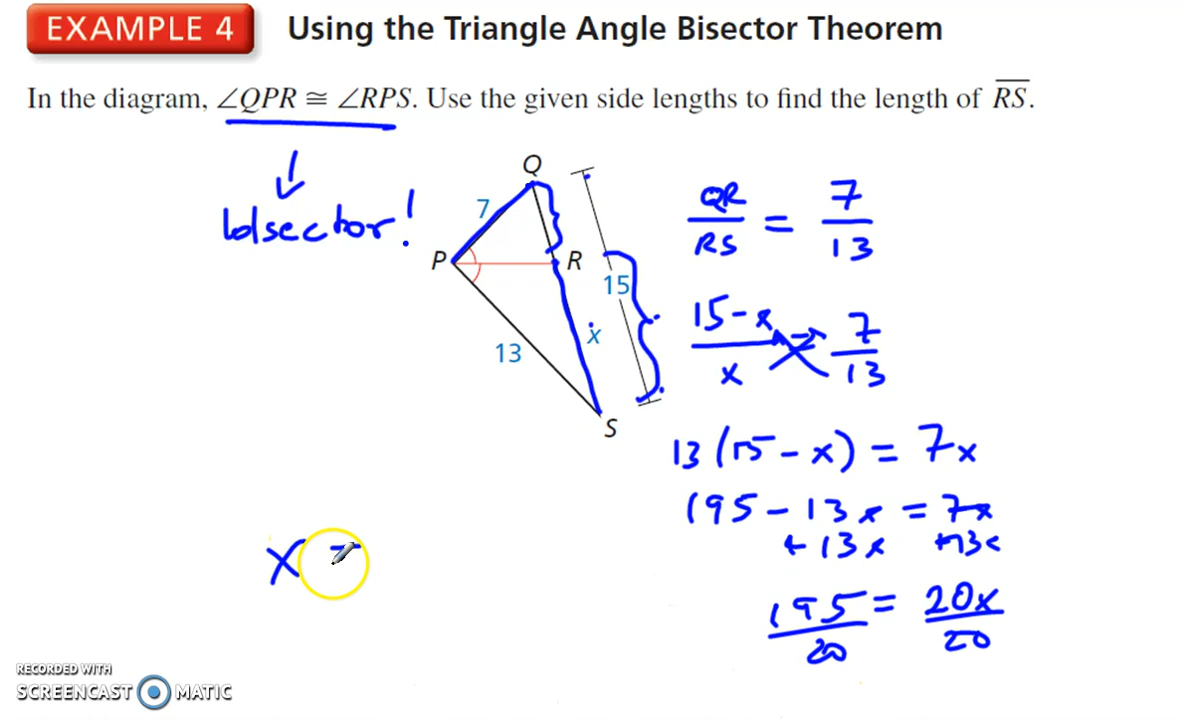 EXAMPLE 4 Using the Triangle Angle Bisector Theorem
In the diagram, ∠QPR ≅ ∠RPS. Use the given side lengths to find the length of R̅S̅.
bisector!
Q
7
P
R
15
x
13
S
QR/RS = 7/13
15-x/x 7/13
13(15-x) = 7x
195 - 13x = 7x
+13x +13x
195/20 = 20x/20
x =
RECORDED WITH
SCREENCAST MATIC